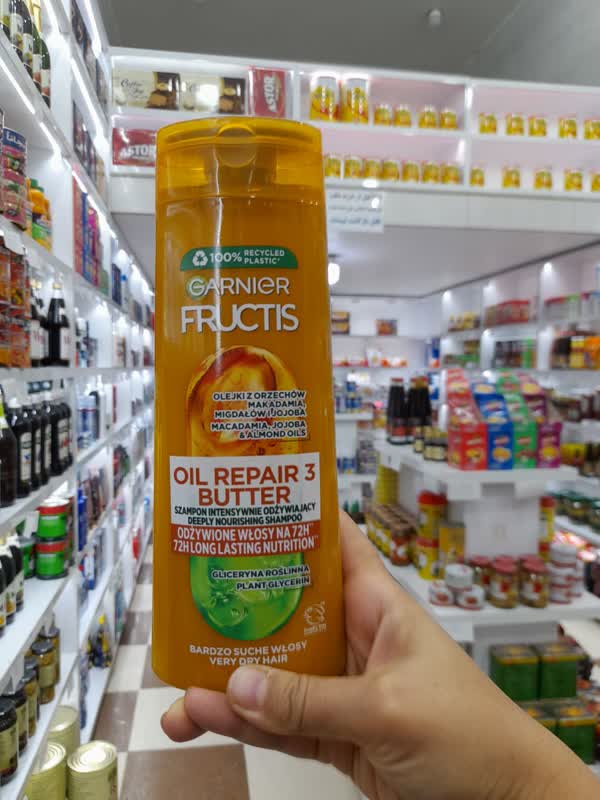 ASTOR
ASTOR
100% RECYCLED
PLASTIC*
GARNIER
FRUCTIS
OLEJKI Z ORZECHÓW
MAKADAMIA,
MIGDAŁÓW I JOJOBA
MACADAMIA, JOJOBA
& ALMOND OILS
OIL REPAIR 3
BUTTER
SZAMPON INTENSYWNIE ODŻYWIAJĄCY
DEEPLY NOURISHING SHAMPOO
ODŻYWIONE WŁOSY NA 72H**
72H LONG LASTING NUTRITION**
GLICERYNA ROŚLINNA
PLANT GLYCERIN
BARDZO SUCHE WŁOSY
VERY DRY HAIR